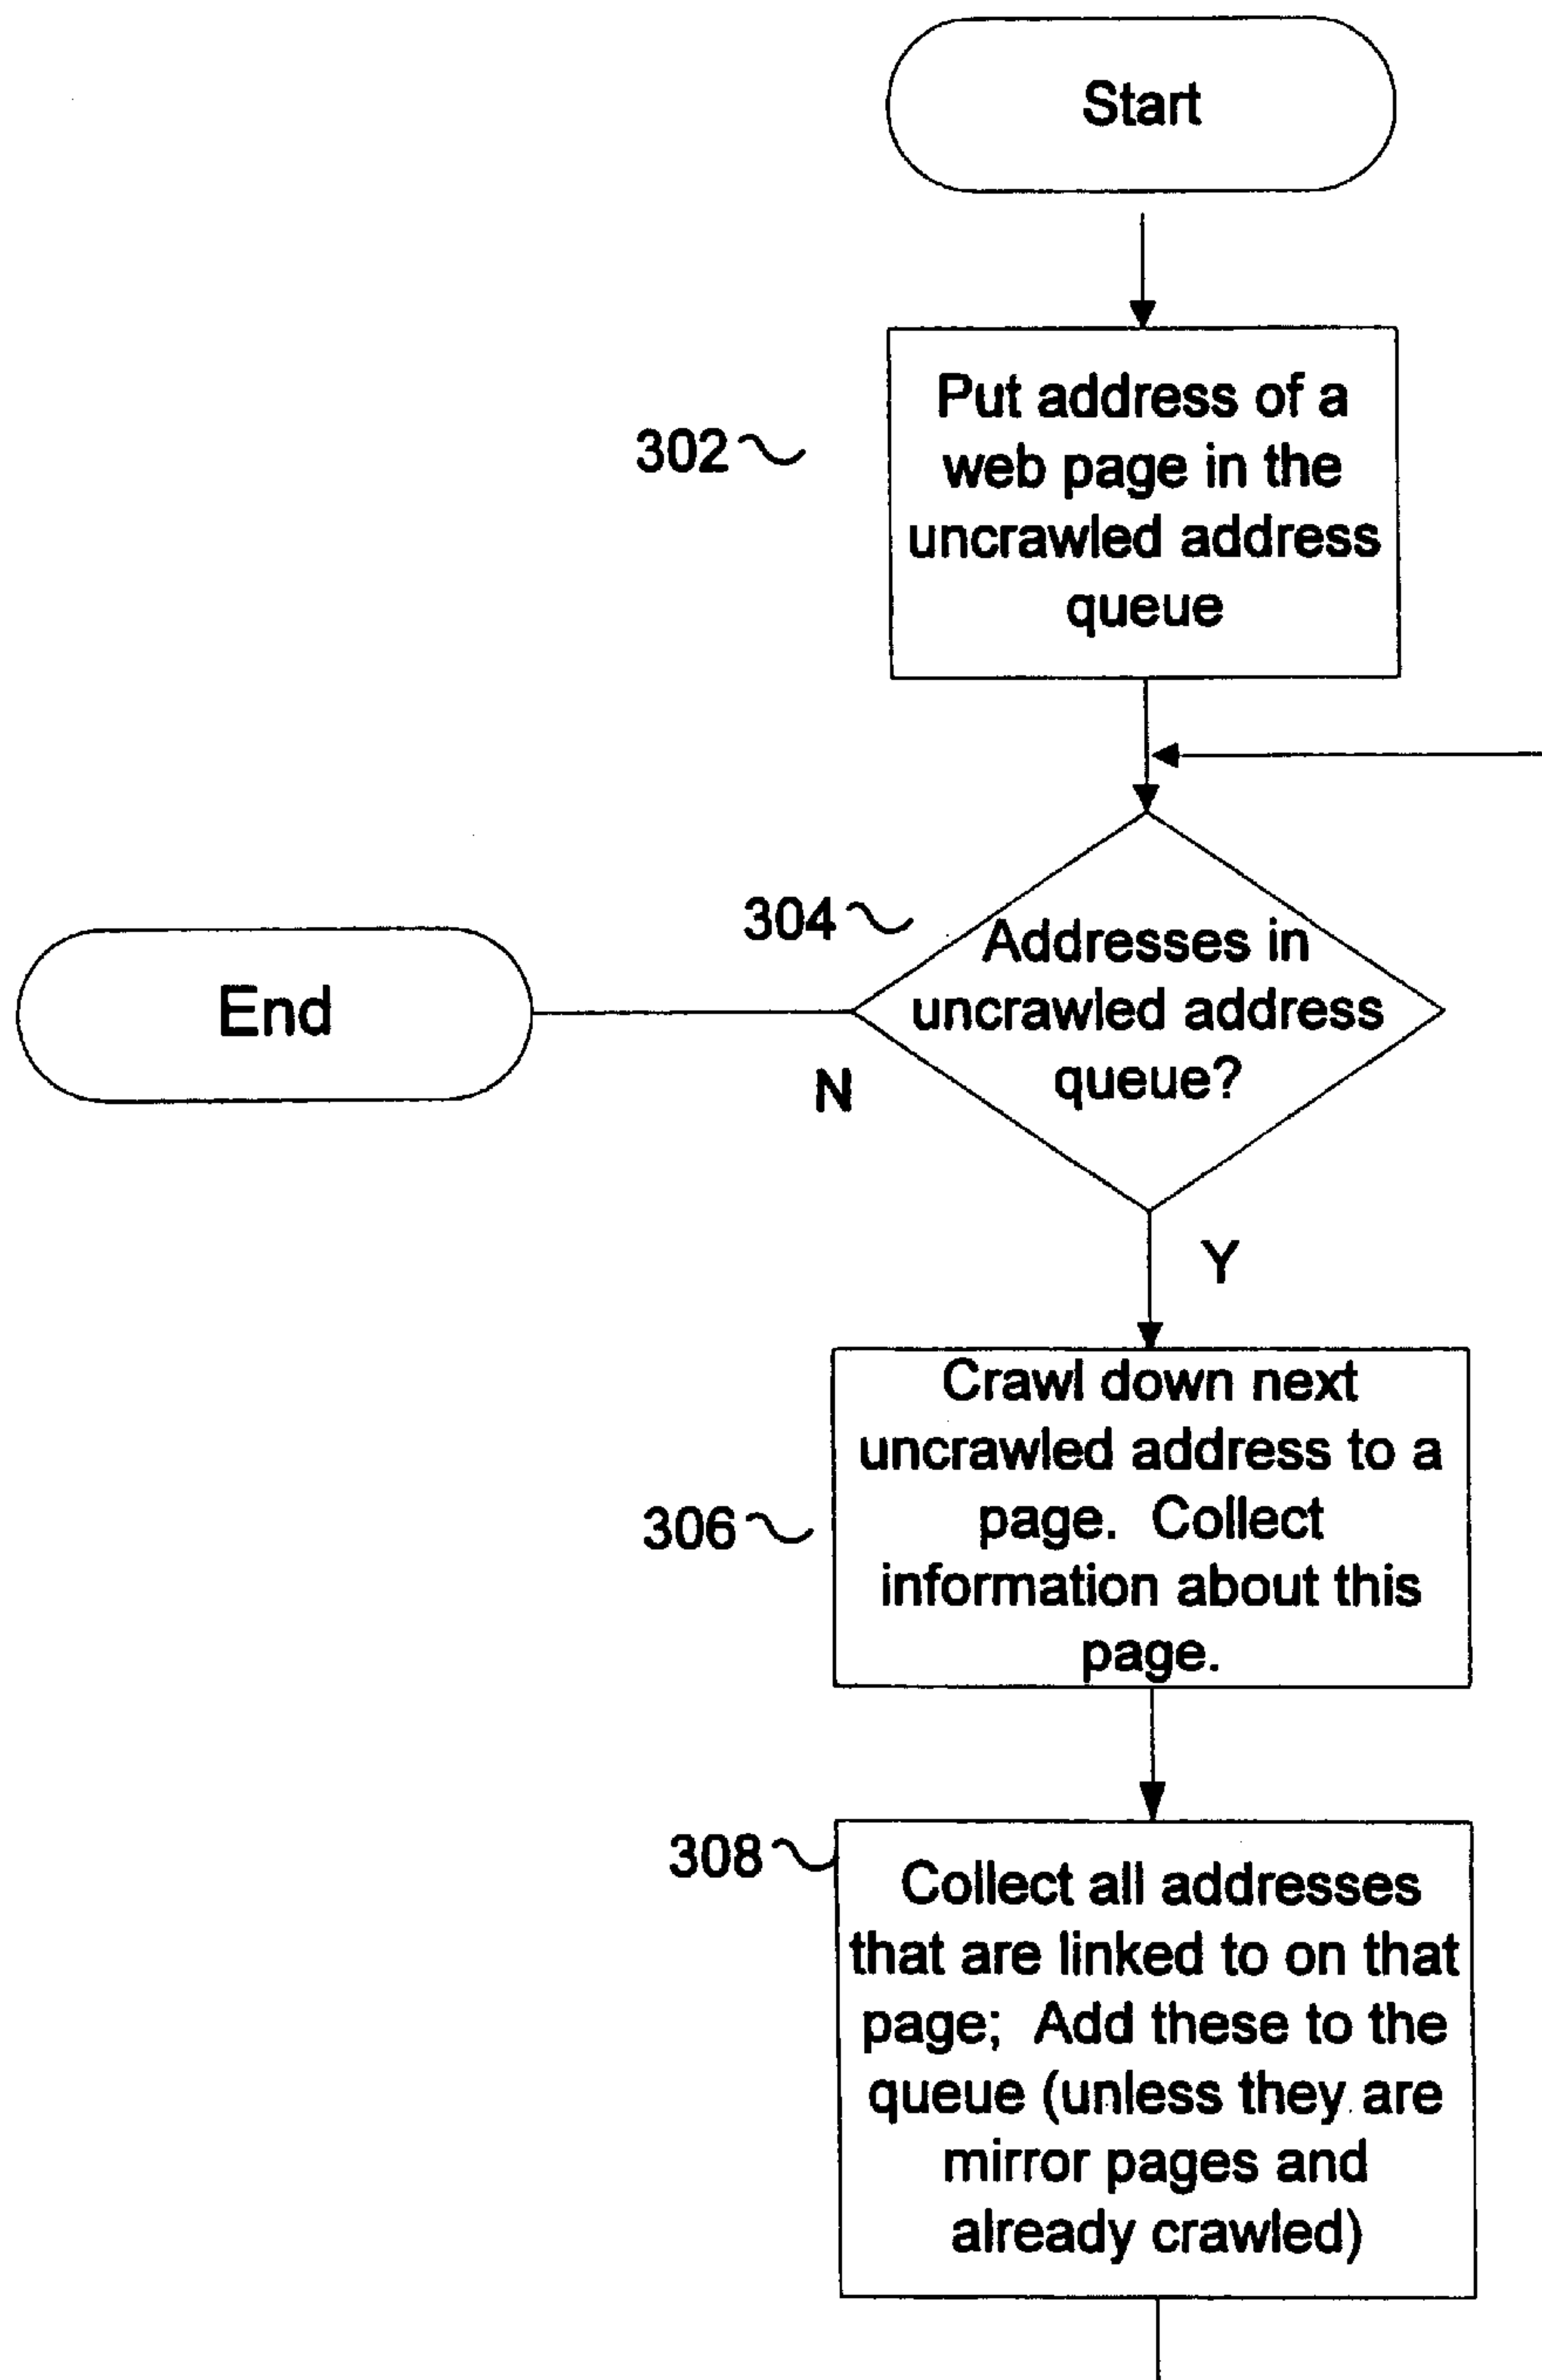 Start
302
Put address of a
web page in the
uncrawled address
queue
304
Addresses in
uncrawled address
queue?
End
N
Y
306
Crawl down next
uncrawled address to a
page. Collect
information about this
page.
308
Collect all addresses
that are linked to on that
page; Add these to the
queue (unless they are
mirror pages and
already crawled)